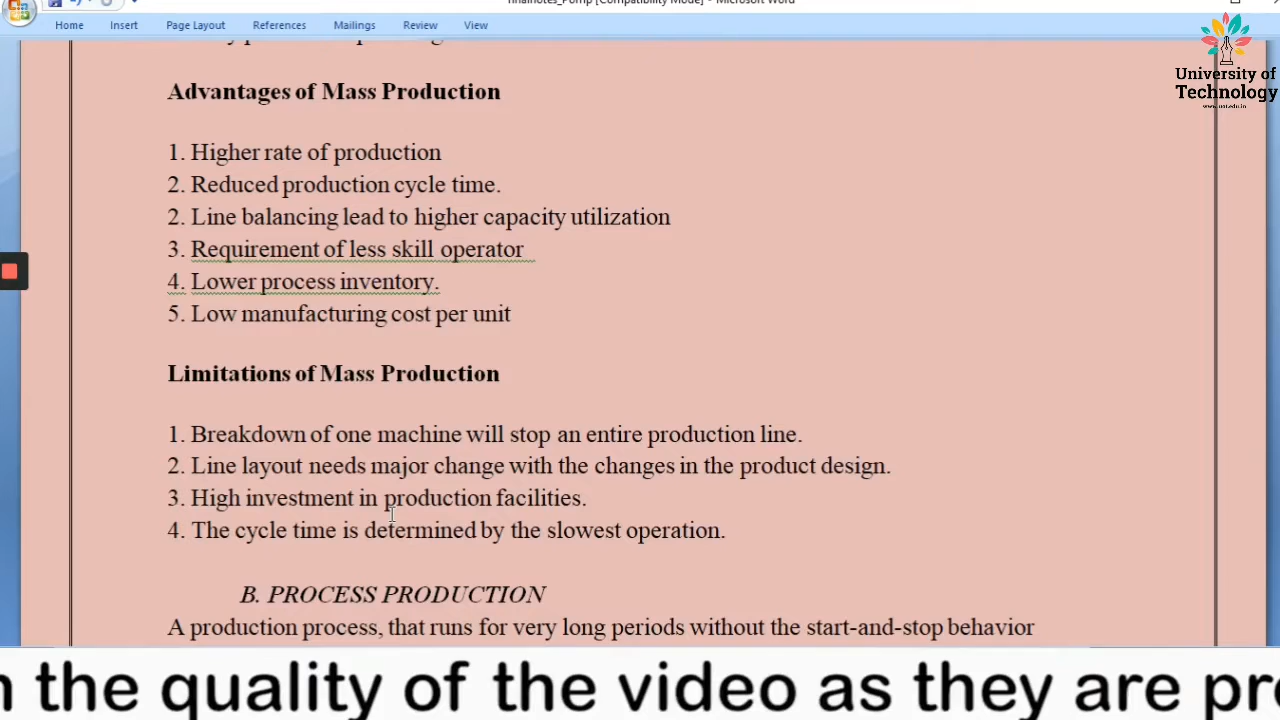 finalnotes_Pomp [Compatibility Mode] - Microsoft Word
Home Insert Page Layout References Mailings Review View
University of
Technology
Advantages of Mass Production
1. Higher rate of production
2. Reduced production cycle time.
2. Line balancing lead to higher capacity utilization
3. Requirement of less skill operator
4. Lower process inventory.
5. Low manufacturing cost per unit
Limitations of Mass Production
1. Breakdown of one machine will stop an entire production line.
2. Line layout needs major change with the changes in the product design.
3. High investment in production facilities.
4. The cycle time is determined by the slowest operation.
B. PROCESS PRODUCTION
A production process, that runs for very long periods without the start-and-stop behavior
the quality of the video as they are